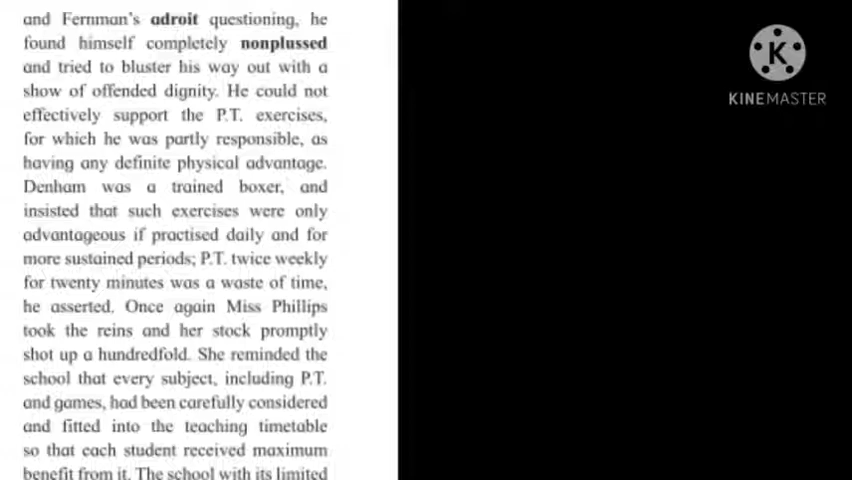 and Fernman's adroit questioning, he
found himself completely nonplussed
and tried to bluster his way out with a
show of offended dignity. He could not
effectively support the P.T. exercises,
for which he was partly responsible, as
having any definite physical advantage.
Denham was a trained boxer, and
insisted that such exercises were only
advantageous if practised daily and for
more sustained periods; P.T. twice weekly
for twenty minutes was a waste of time,
he asserted. Once again Miss Phillips
took the reins and her stock promptly
shot up a hundredfold. She reminded the
school that every subject, including P.T.
and games, had been carefully considered
and fitted into the teaching timetable
so that each student received maximum
benefit from it. The school with its limited
K
KINEMASTER